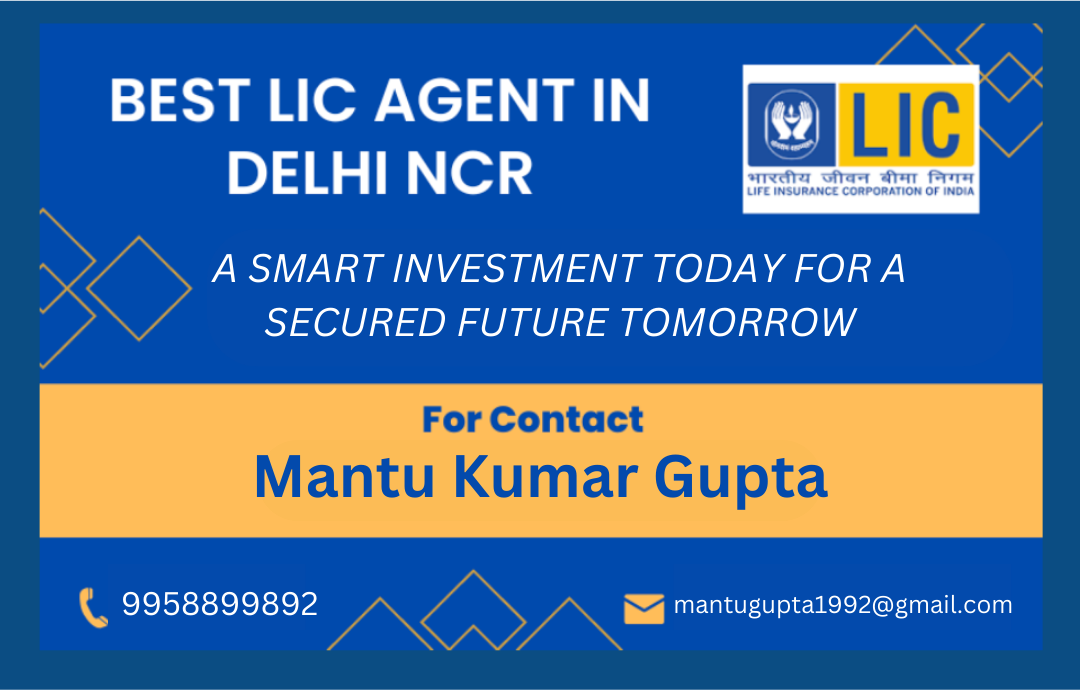 BEST LIC AGENT IN
DELHI NCR
LIC
भारतीय जीवन बीमा निगम
LIFE INSURANCE CORPORATION OF INDIA
A SMART INVESTMENT TODAY FOR A
SECURED FUTURE TOMORROW
For Contact
Mantu Kumar Gupta
9958899892
mantugupta1992@gmail.com